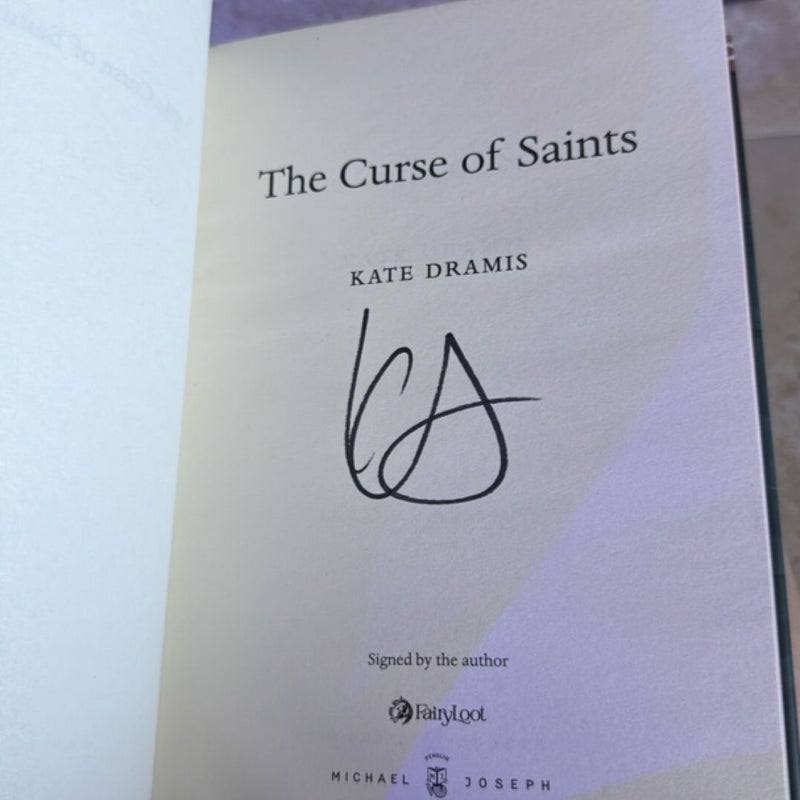 The Curse of Saints
KATE DRAMIS
Signed by the author
FairyLoot
PENGUIN
MICHAEL JOSEPH